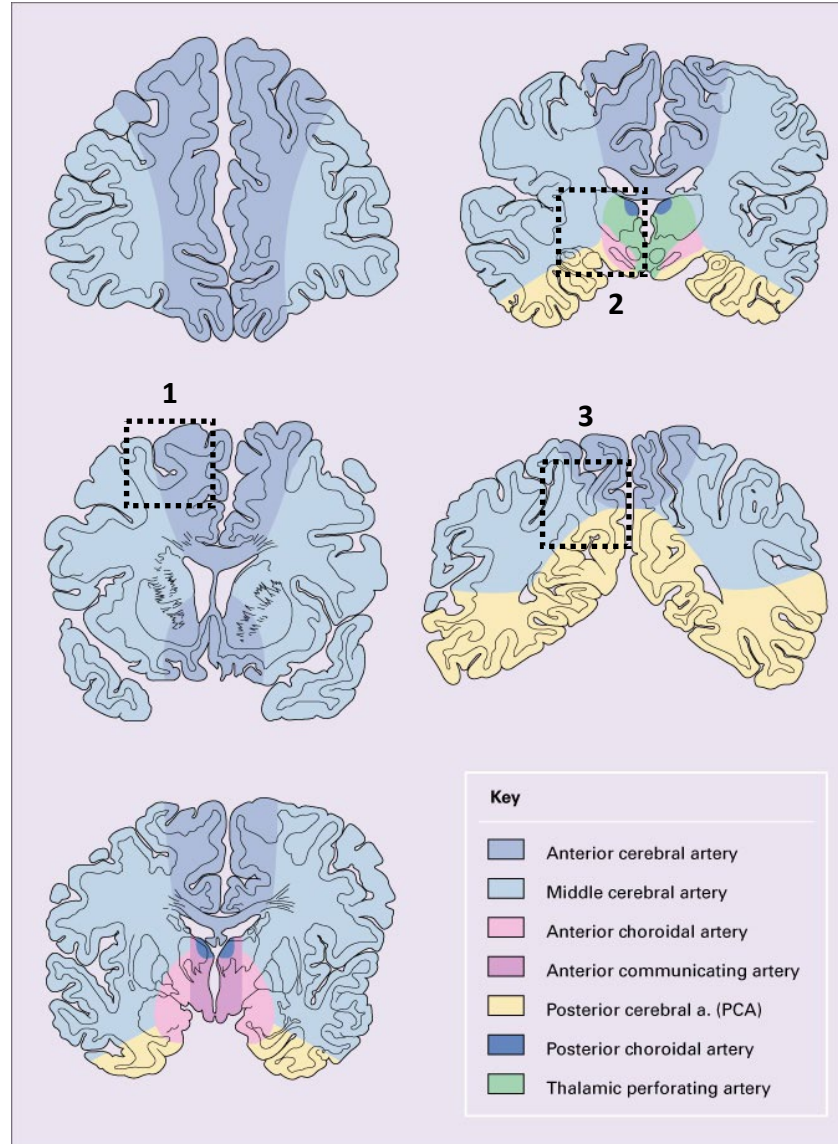 2
1
3
Key
Anterior cerebral artery
Middle cerebral artery
Anterior choroidal artery
Anterior communicating artery
Posterior cerebral a. (PCA)
Posterior choroidal artery
Thalamic perforating artery